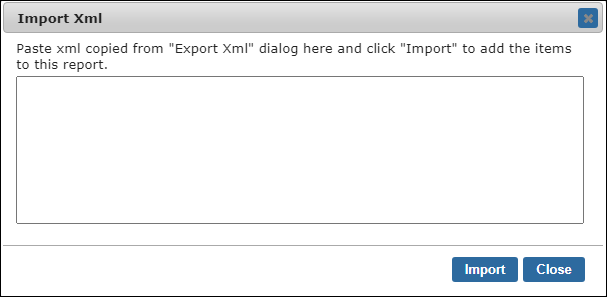 Import Xml
Paste xml copied from "Export Xml" dialog here and click "Import" to add the items
to this report.
Import
Close